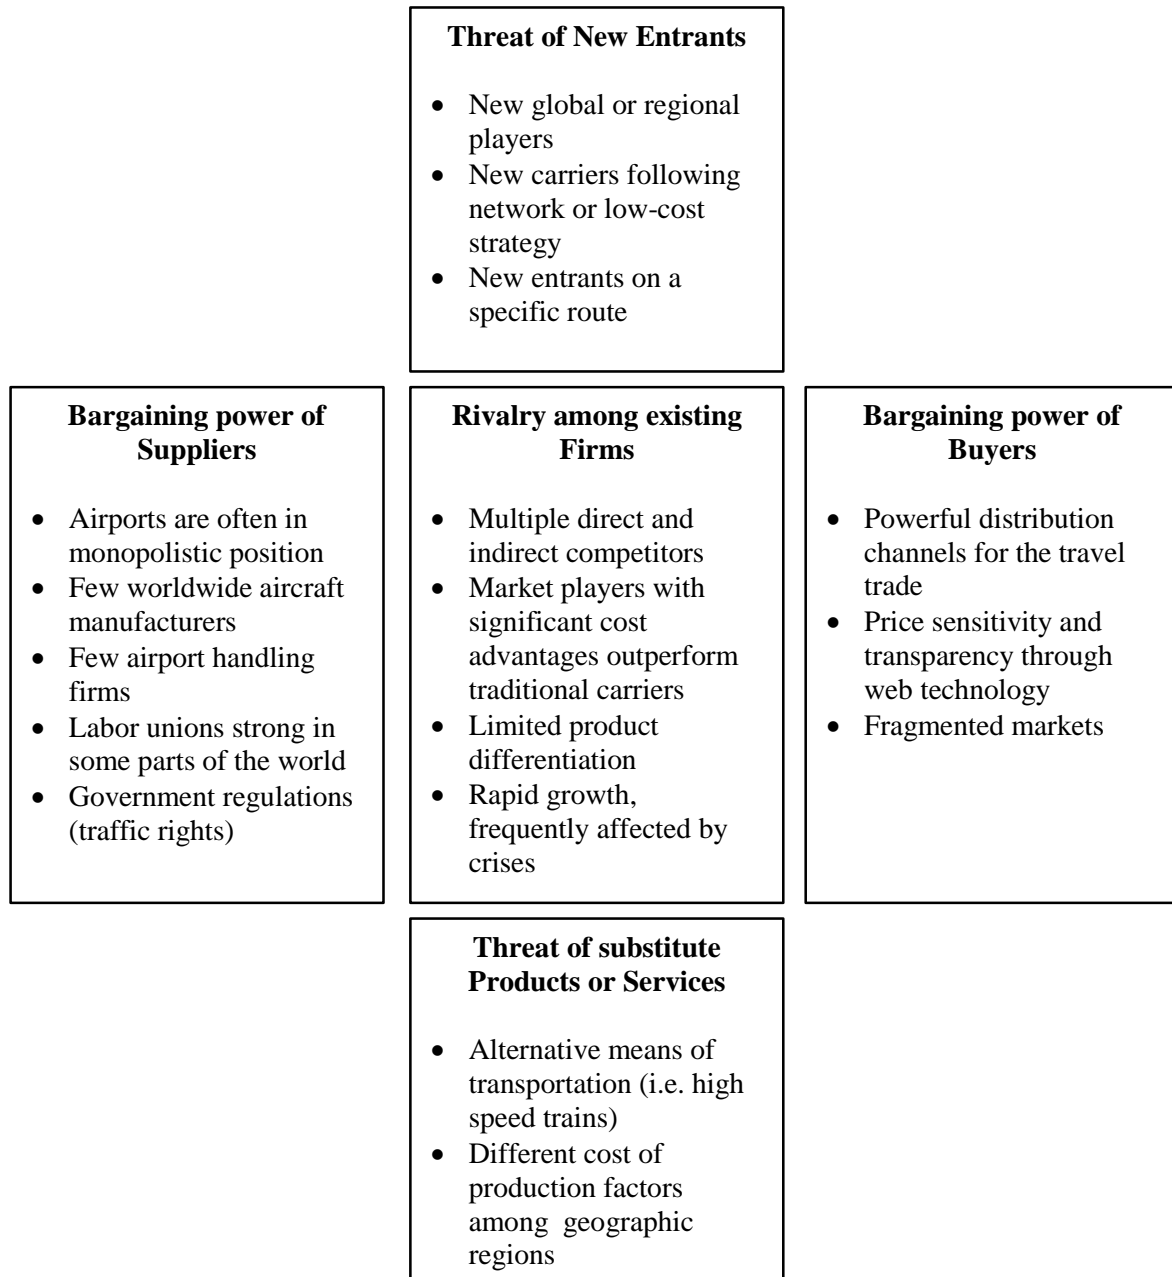 Threat of New Entrants
• New global or regional
players
• New carriers following
network or low-cost
strategy
• New entrants on a
specific route
Bargaining power of
Suppliers
• Airports are often in
monopolistic position
• Few worldwide aircraft
manufacturers
• Few airport handling
firms
• Labor unions strong in
some parts of the world
• Government regulations
(traffic rights)
Rivalry among existing
Firms
• Multiple direct and
indirect competitors
• Market players with
significant cost
advantages outperform
traditional carriers
• Limited product
differentiation
• Rapid growth,
frequently affected by
crises
Bargaining power of
Buyers
• Powerful distribution
channels for the travel
trade
• Price sensitivity and
transparency through
web technology
• Fragmented markets
Threat of substitute
Products or Services
• Alternative means of
transportation (i.e. high
speed trains)
• Different cost of
production factors
among geographic
regions